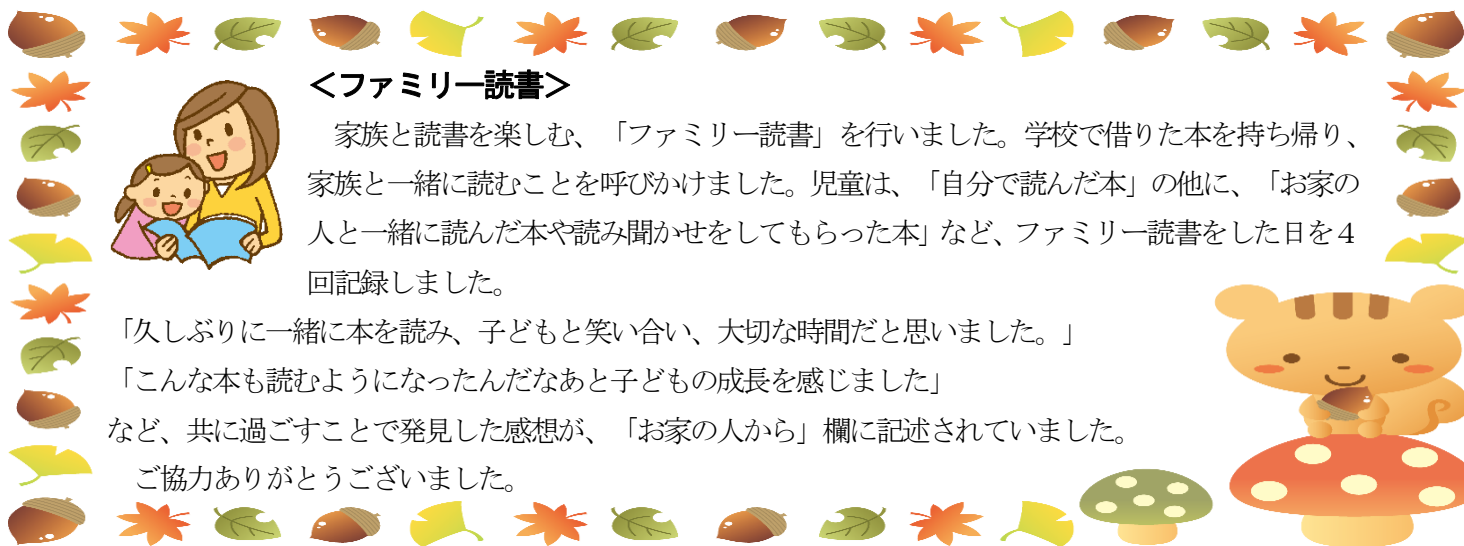 ＜ファミリー読書＞
　家族と読書を楽しむ、「ファミリー読書」を行いました。学校で借りた本を持ち帰り、
家族と一緒に読むことを呼びかけました。児童は、「自分で読んだ本」の他に、「お家の
人と一緒に読んだ本や読み聞かせをしてもらった本」など、ファミリー読書をした日を４
回記録しました。
「久しぶりに一緒に本を読み、子どもと笑い合い、大切な時間だと思いました。」
「こんな本も読むようになったんだなあと子どもの成長を感じました」
など、共に過ごすことで発見した感想が、「お家の人から」欄に記述されていました。
　ご協力ありがとうございました。